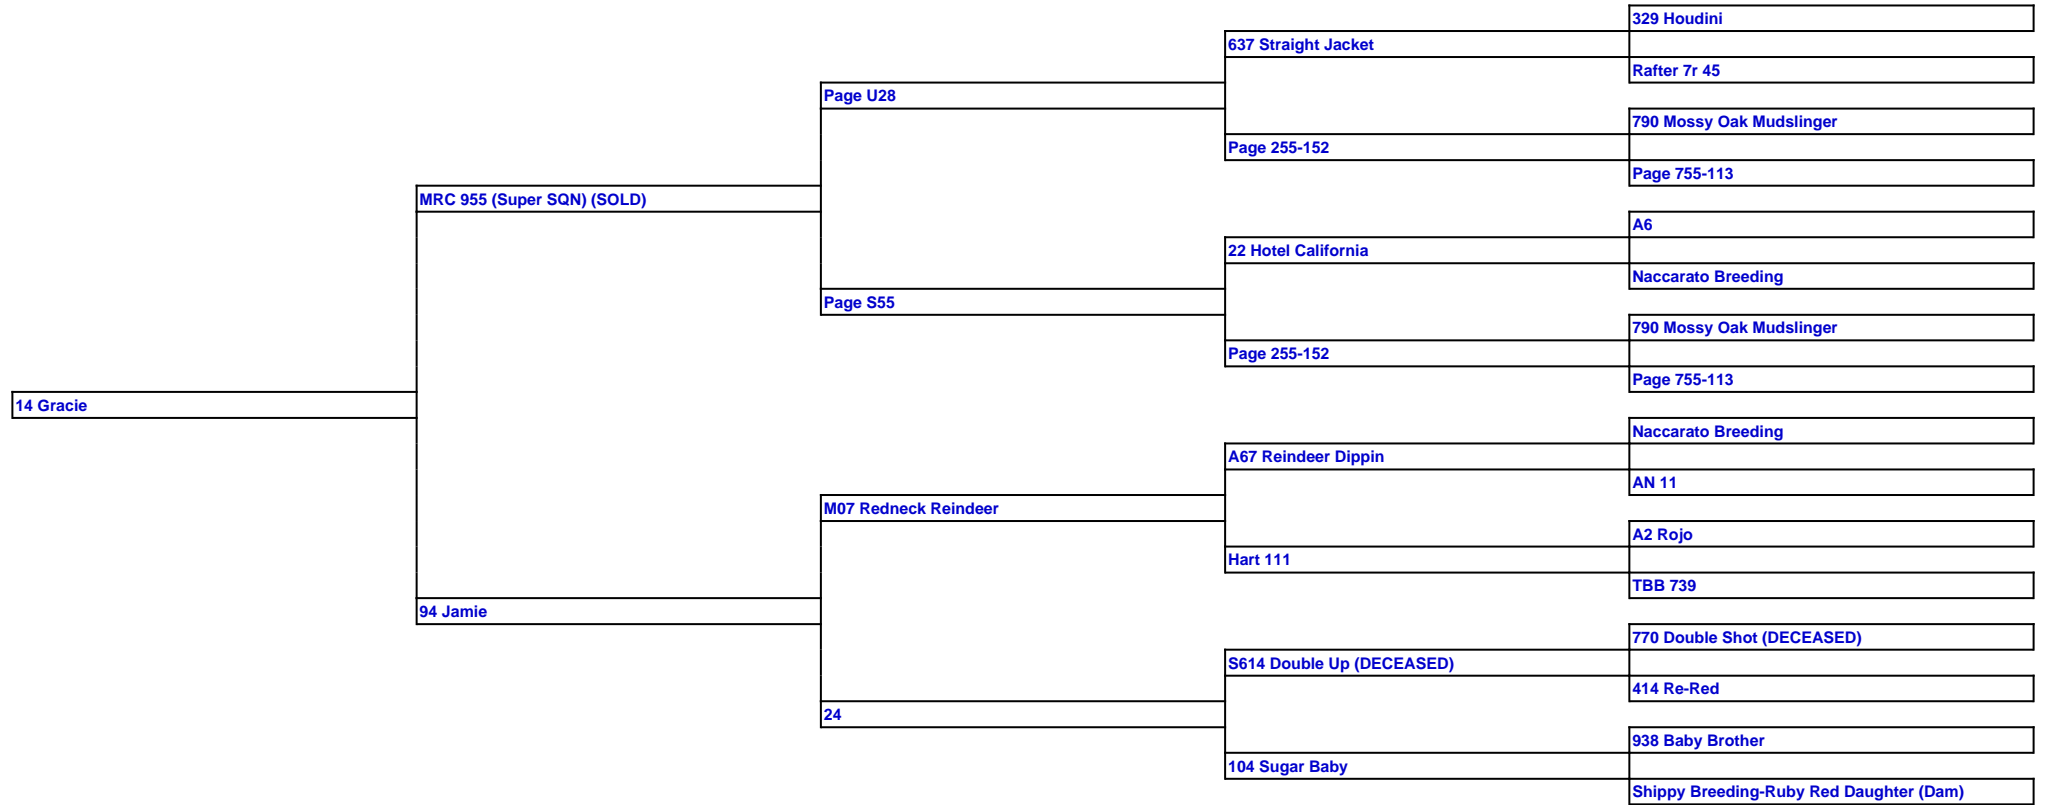 329 Houdini
637 Straight Jacket
Rafter 7r 45
Page U28
790 Mossy Oak Mudslinger
Page 255-152
Page 755-113
MRC 955 (Super SQN) (SOLD)
A6
22 Hotel California
Naccarato Breeding
Page S55
790 Mossy Oak Mudslinger
Page 255-152
Page 755-113
14 Gracie
Naccarato Breeding
A67 Reindeer Dippin
AN 11
M07 Redneck Reindeer
A2 Rojo
Hart 111
TBB 739
94 Jamie
770 Double Shot (DECEASED)
S614 Double Up (DECEASED)
414 Re-Red
24
938 Baby Brother
104 Sugar Baby
Shippy Breeding-Ruby Red Daughter (Dam)